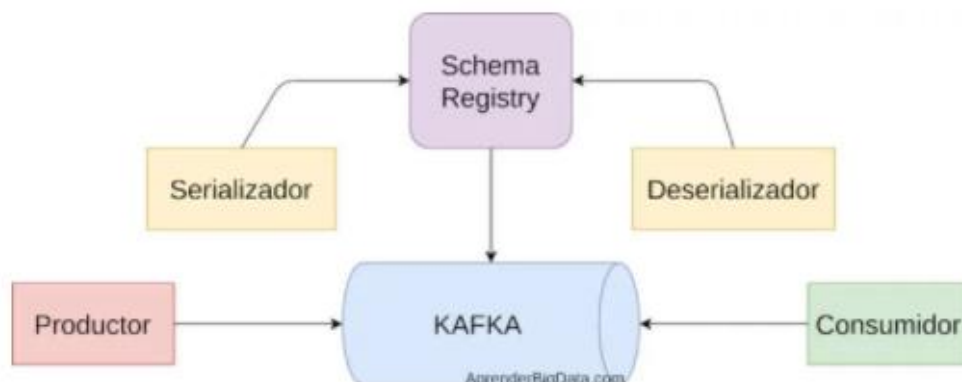 Schema
Registry
Serializador
Deserializador
Productor
KAFKA
Consumidor
AprenderBigData.com